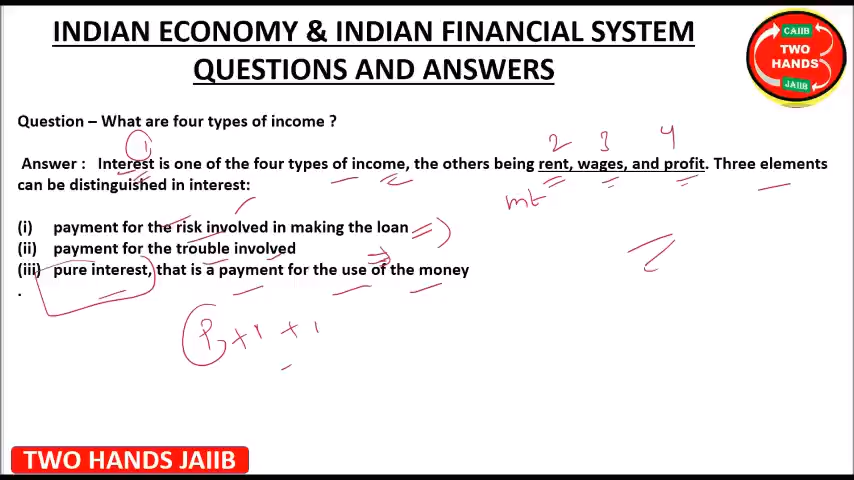 INDIAN ECONOMY & INDIAN FINANCIAL SYSTEM
QUESTIONS AND ANSWERS
CAIIB
TWO
HANDS
JAIIB
Question – What are four types of income ?
1
2 3 4
Answer : Interest is one of the four types of income, the others being rent, wages, and profit. Three elements
can be distinguished in interest:
(i) payment for the risk involved in making the loan
(ii) payment for the trouble involved
(iii) pure interest, that is a payment for the use of the money
.
TWO HANDS JAIIB